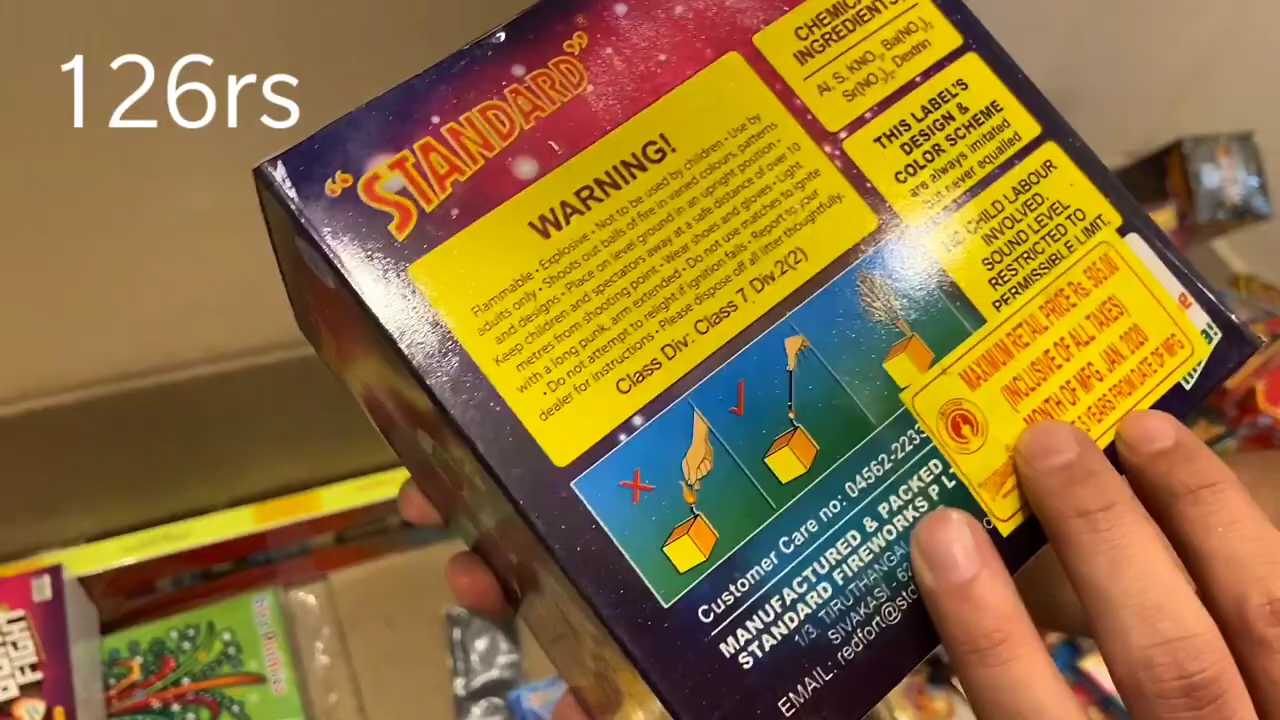 126rs
"STANDARD"
WARNING!
Flammable • Explosive • Not to be used by children • Use by
adults only • Shoots out balls of fire in varied colours, patterns
and designs • Place on level ground in an upright position •
Keep children and spectators away at a safe distance of over 10
metres from shooting point • Wear shoes and gloves • Light
with a long punk, arm extended • Do not use matches to ignite
• Do not attempt to relight if ignition fails • Report to your
dealer for instructions • Please dispose off all litter thoughtfully.
Class Div: Class 7, Div.2(2)
CHEMICAL
INGREDIENTS
Al, S, KNO₃, Ba(NO₃)₂,
Sr(NO₃)₂, Dextrin
THIS LABEL'S
DESIGN &
COLOR SCHEME
are always imitated
but never equalled
NO CHILD LABOUR
INVOLVED.
SOUND LEVEL
RESTRICTED TO
PERMISSIBLE LIMIT.
MAXIMUM RETAIL PRICE Rs.
(INCLUSIVE OF ALL TAXES)
MONTH OF MFG. JAN. 2020
5 YEARS FROM DATE OF MFG
Customer Care no: 04562-223
MANUFACTURED & PACKED
STANDARD FIREWORKS P L
1/3, TIRUTHANGA
SIVAKASI
EMAIL: redfort@
FIGHT